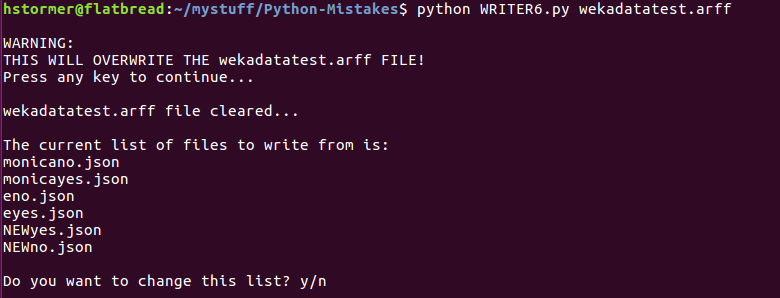 hstormer@flatbread:~/mystuff/Python-Mistakes$ python WRITER6.py wekadatatest.arff
WARNING:
THIS WILL OVERWRITE THE wekadatatest.arff FILE!
Press any key to continue...
wekadatatest.arff file cleared...
The current list of files to write from is:
monicano.json
monicayes.json
eno.json
eyes.json
NEWyes.json
NEWno.json
Do you want to change this list? y/n